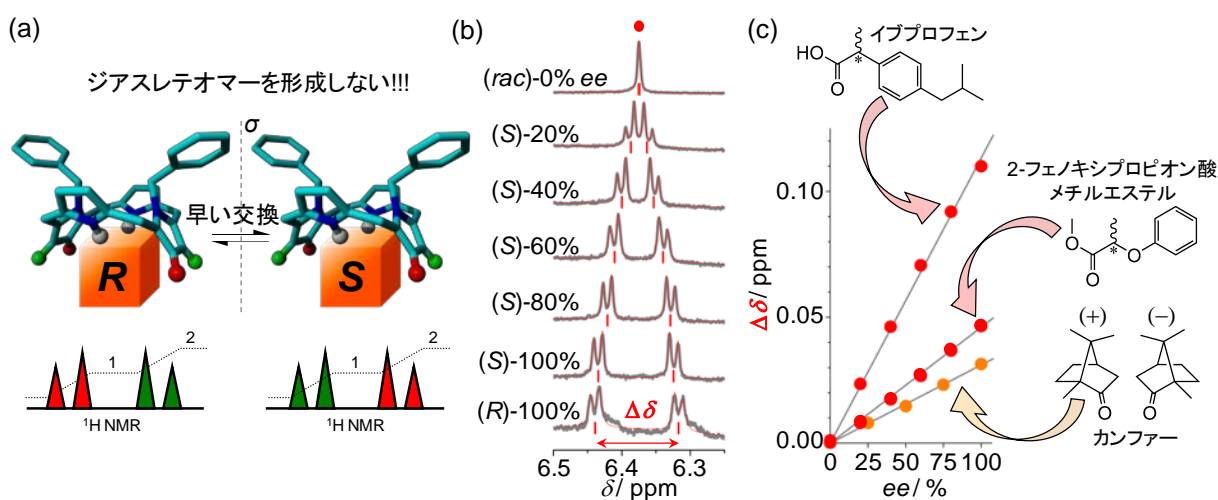 (a)
ジアスレテオマーを形成しない!!!
σ
早い交換
R
S
1
2
1
2
¹H NMR
¹H NMR
(b)
(rac)-0% ee
(S)-20%
(S)-40%
(S)-60%
(S)-80%
(S)-100%
(R)-100%
Δδ
6.5
6.4
6.3
δ/ ppm
(c)
イブプロフェン
HO
O
*
2-フェノキシプロピオン酸
メチルエステル
O
O
*
O
(+)
(−)
O
O
カンファー
Δδ/ ppm
0.10
0.05
0.00
0
25
50
75
100
ee/ %